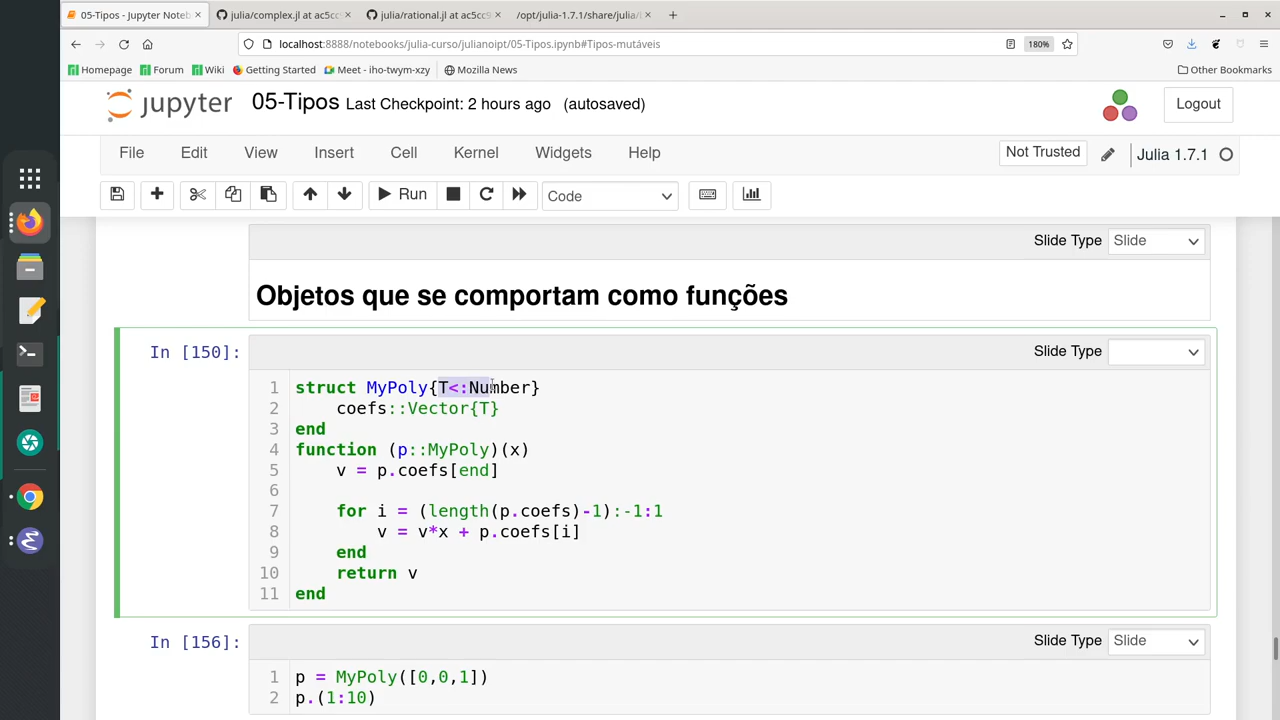 05-Tipos - Jupyter Noteb
julia/complex.jl at ac5cc
julia/rational.jl at ac5cc9
/opt/julia-1.7.1/share/julia/
localhost:8888/notebooks/julia-curso/julianoipt/05-Tipos.ipynb#Tipos-mutáveis
180%
Homepage
Forum
Wiki
Getting Started
Meet - iho-twym-xzy
Mozilla News
Other Bookmarks
jupyter 05-Tipos Last Checkpoint: 2 hours ago (autosaved)
Logout
File Edit View Insert Cell Kernel Widgets Help
Not Trusted
Julia 1.7.1
Run
Code
Slide Type Slide
Objetos que se comportam como funções
In [150]:
Slide Type
1 struct MyPoly{T<:Number}
2 coefs::Vector{T}
3 end
4 function (p::MyPoly)(x)
5 v = p.coefs[end]
6
7 for i = (length(p.coefs)-1):-1:1
8 v = v*x + p.coefs[i]
9 end
10 return v
11 end
In [156]:
Slide Type Slide
1 p = MyPoly([0,0,1])
2 p.(1:10)